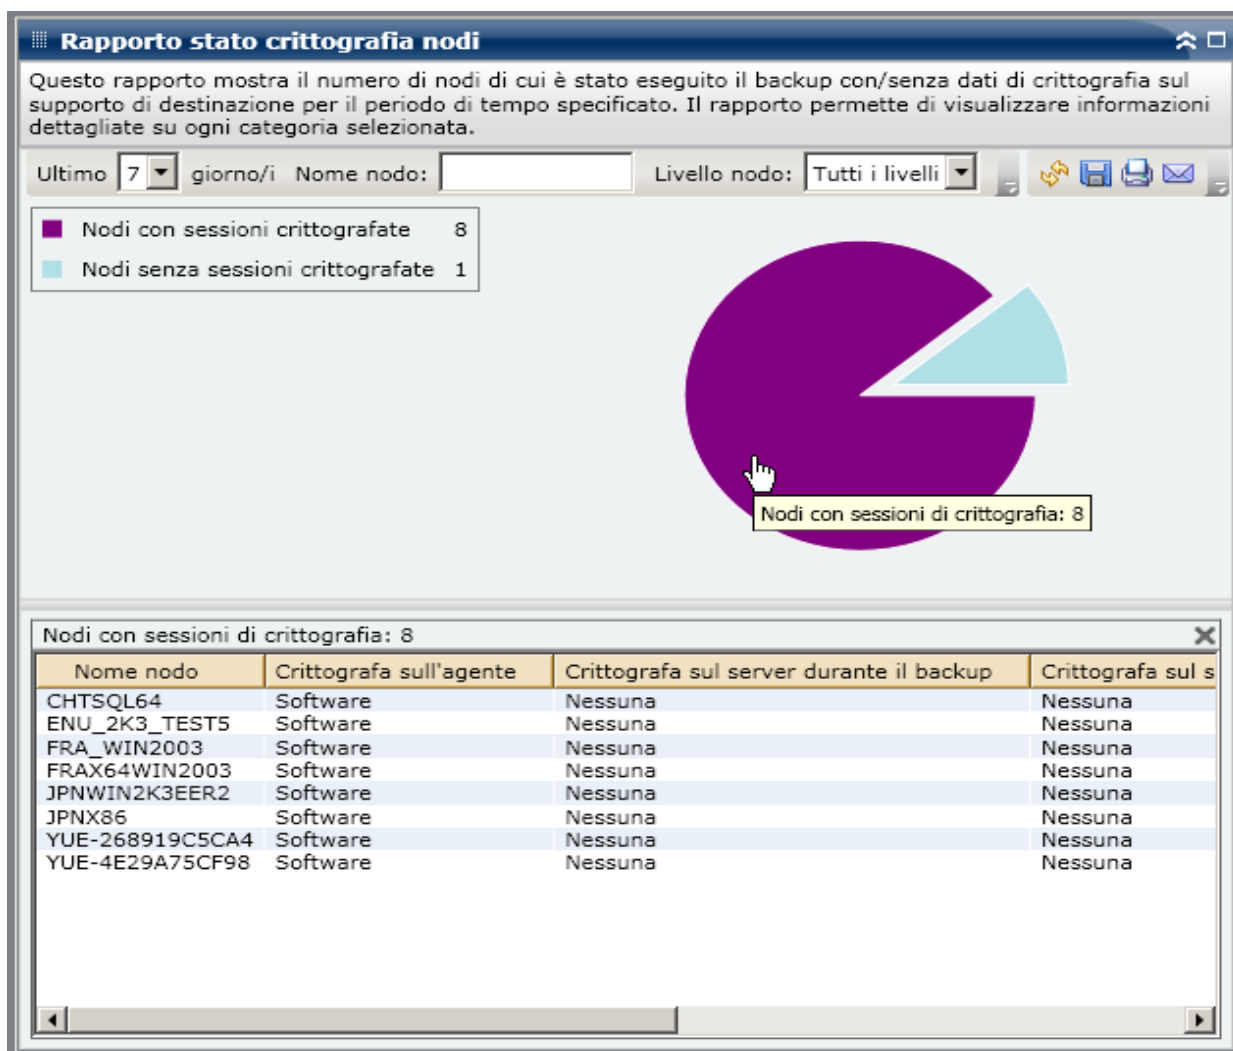 Rapporto stato crittografia nodi
Questo rapporto mostra il numero di nodi di cui è stato eseguito il backup con/senza dati di crittografia sul
supporto di destinazione per il periodo di tempo specificato. Il rapporto permette di visualizzare informazioni
dettagliate su ogni categoria selezionata.
Ultimo 7 giorno/i Nome nodo: Livello nodo: Tutti i livelli
Nodi con sessioni crittografate 8
Nodi senza sessioni crittografate 1
Nodi con sessioni di crittografia: 8
Nodi con sessioni di crittografia: 8
Nome nodo Crittografa sull'agente Crittografa sul server durante il backup Crittografa sul s
CHTSQL64 Software Nessuna Nessuna
ENU_2K3_TEST5 Software Nessuna Nessuna
FRA_WIN2003 Software Nessuna Nessuna
FRAX64WIN2003 Software Nessuna Nessuna
JPNWIN2K3EER2 Software Nessuna Nessuna
JPNX86 Software Nessuna Nessuna
YUE-268919C5CA4 Software Nessuna Nessuna
YUE-4E29A75CF98 Software Nessuna Nessuna